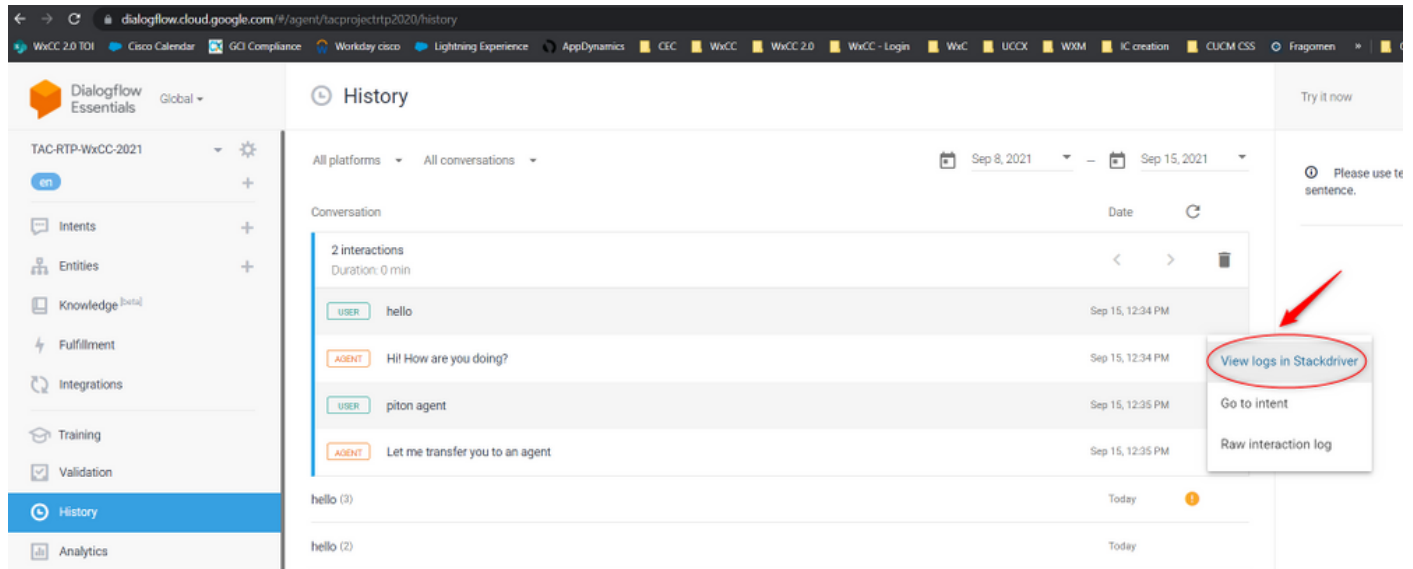 dialogflow.cloud.google.com/#/agent/tacprojectrtp2020/history
WxCC 2.0 TOI Cisco Calendar GCI Compliance Workday cisco Lightning Experience AppDynamics CEC WxCC WxCC 2.0 WxCC - Login WxC UCCX WXM IC creation CUCM CSS Fragomen »
Dialogflow
Essentials
Global
History
Try it now
TAC-RTP-WxCC-2021
en
All platforms All conversations Sep 8, 2021 – Sep 15, 2021
Please use te
sentence.
Conversation Date
Intents
Entities
Knowledge [beta]
Fulfillment
Integrations
Training
Validation
History
Analytics
2 interactions
Duration: 0 min
USER hello Sep 15, 12:34 PM
AGENT Hi! How are you doing? Sep 15, 12:34 PM
USER piton agent Sep 15, 12:35 PM
AGENT Let me transfer you to an agent Sep 15, 12:35 PM
View logs in Stackdriver
Go to intent
Raw interaction log
hello (3) Today
hello (2) Today